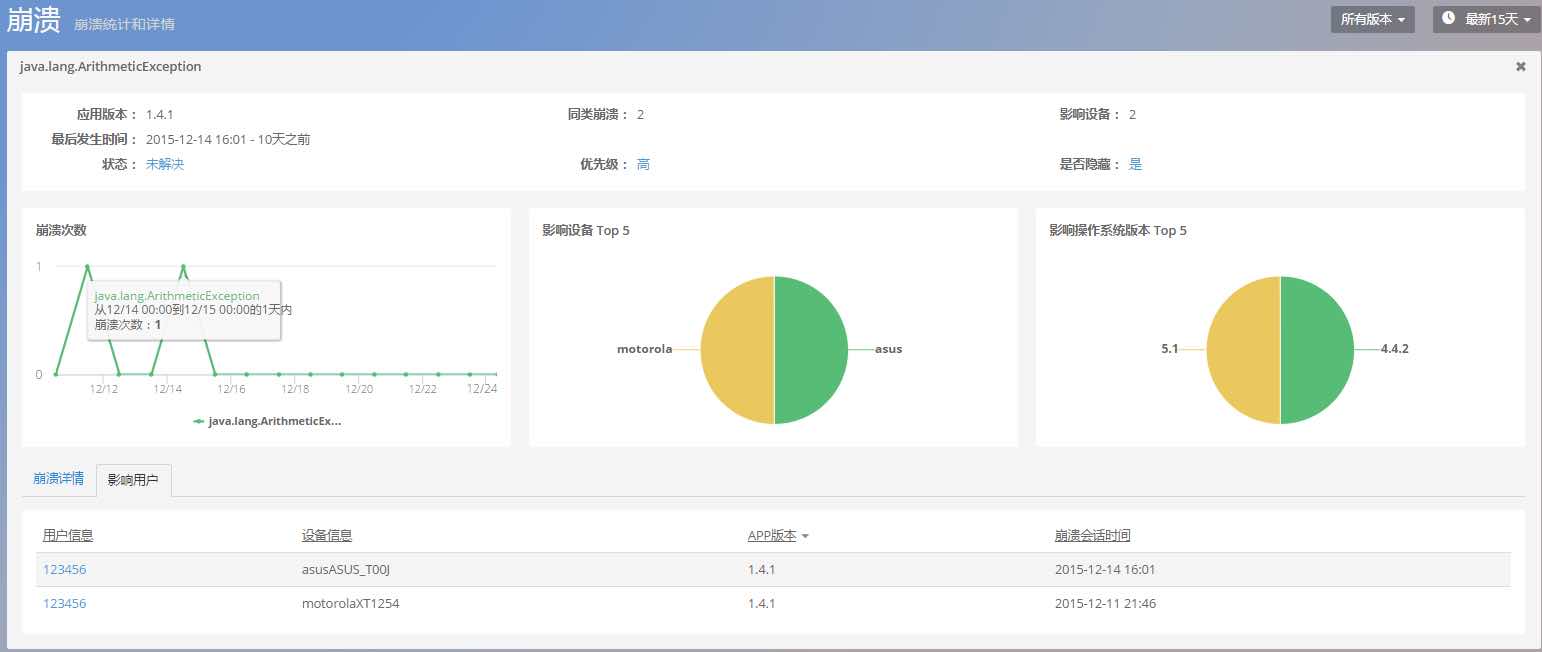 崩溃 崩溃统计和详情 所有版本 最新15天
java.lang.ArithmeticException
应用版本： 1.4.1 同类崩溃： 2 影响设备： 2
最后发生时间： 2015-12-14 16:01 - 10天之前
状态： 未解决 优先级： 高 是否隐藏： 是
崩溃次数 影响设备 Top 5 影响操作系统版本 Top 5
1
java.lang.ArithmeticException
从12/14 00:00到12/15 00:00的1天内
崩溃次数：1
motorola asus 5.1 4.4.2
0
12/12 12/14 12/16 12/18 12/20 12/22 12/24
java.lang.ArithmeticEx...
崩溃详情 影响用户
用户信息 设备信息 APP版本 崩溃会话时间
123456 asusASUS_T00J 1.4.1 2015-12-14 16:01
123456 motorolaXT1254 1.4.1 2015-12-11 21:46